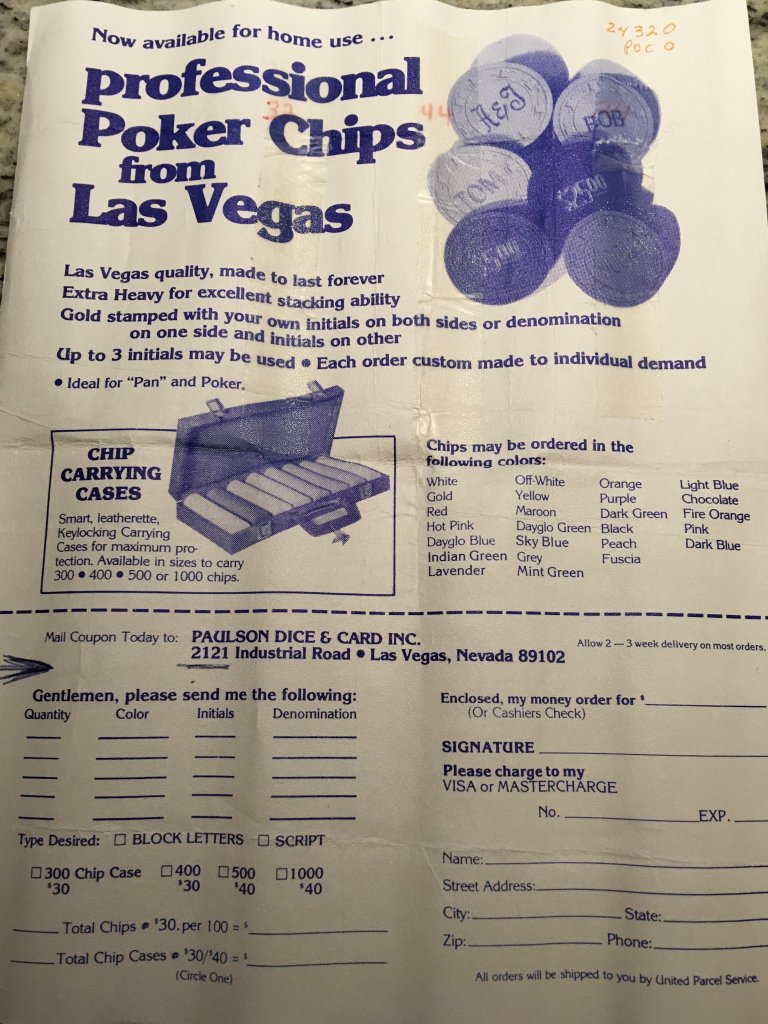 Now available for home use ...
24320
POC 0
professional
Poker Chips
from
Las Vegas
32
44
A&J
BOB
TOM
$25.00
$5.00
Las Vegas quality, made to last forever
Extra Heavy for excellent stacking ability
Gold stamped with your own initials on both sides or denomination
on one side and initials on other
Up to 3 initials may be used • Each order custom made to individual demand
• Ideal for "Pan" and Poker.
CHIP
CARRYING
CASES
Smart, leatherette,
Keylocking Carrying
Cases for maximum pro-
tection. Available in sizes to carry
300 • 400 • 500 or 1000 chips.
Chips may be ordered in the
following colors:
White Off-White Orange Light Blue
Gold Yellow Purple Chocolate
Red Maroon Dark Green Fire Orange
Hot Pink Dayglo Green Black Pink
Dayglo Blue Sky Blue Peach Dark Blue
Indian Green Grey Fuscia
Lavender Mint Green
Mail Coupon Today to: PAULSON DICE & CARD INC.
2121 Industrial Road • Las Vegas, Nevada 89102
Allow 2 — 3 week delivery on most orders.
Gentlemen, please send me the following:
Quantity Color Initials Denomination
Type Desired: □ BLOCK LETTERS □ SCRIPT
□ 300 Chip Case □ 400 □ 500 □ 1000
$30 $30 $40 $40
Total Chips @ $30. per 100 = $
Total Chip Cases @ $30/$40 = $
(Circle One)
Enclosed, my money order for $
(Or Cashiers Check)
SIGNATURE
Please charge to my
VISA or MASTERCHARGE
No. EXP.
Name:
Street Address:
City: State:
Zip: Phone:
All orders will be shipped to you by United Parcel Service.